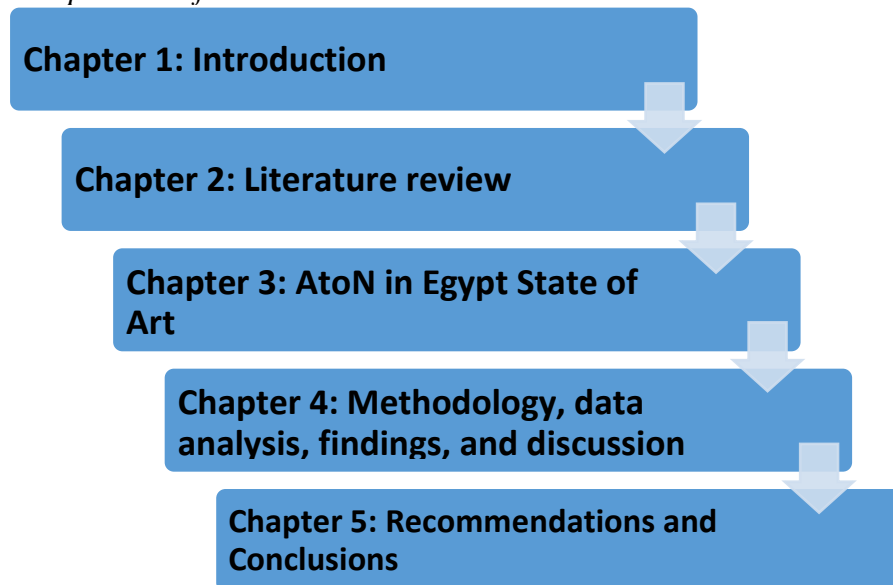 Chapter 1: Introduction
Chapter 2: Literature review
Chapter 3: AtoN in Egypt State of
Art
Chapter 4: Methodology, data
analysis, findings, and discussion
Chapter 5: Recommendations and
Conclusions